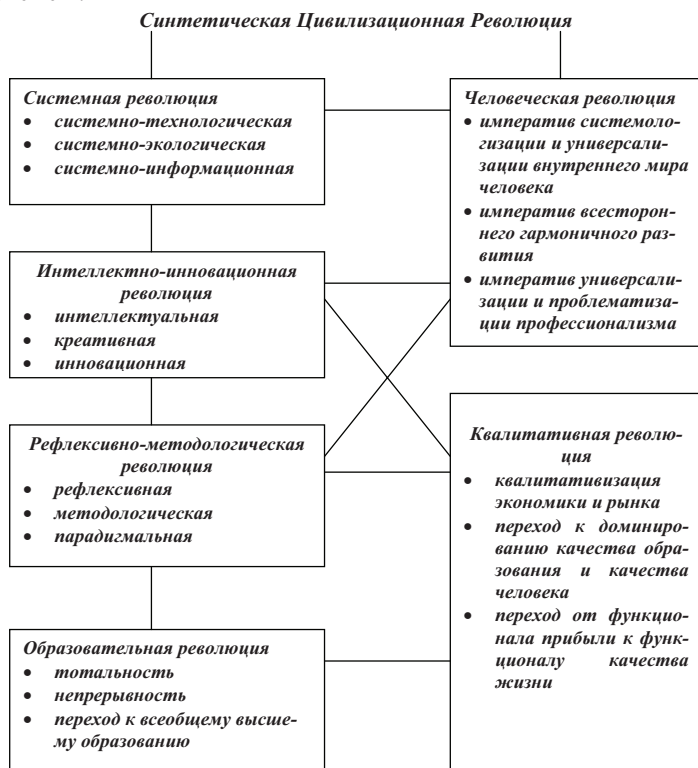 Синтетическая Цивилизационная Революция
Системная революция
• системно-технологическая
• системно-экологическая
• системно-информационная
Человеческая революция
• императив системоло-
гизации и универсали-
зации внутреннего мира
человека
• императив всесторон-
него гармоничного раз-
вития
• императив универсали-
зации и проблематиза-
ции профессионализма
Интеллектно-инновационная
революция
• интеллектуальная
• креативная
• инновационная
Рефлексивно-методологическая
революция
• рефлексивная
• методологическая
• парадигмальная
Квалитативная револю-
ция
• квалитативизация
экономики и рынка
• переход к доминиро-
ванию качества обра-
зования и качества
человека
• переход от функцио-
нала прибыли к функ-
ционалу качества
жизни
Образовательная революция
• тотальность
• непрерывность
• переход к всеобщему высше-
му образованию